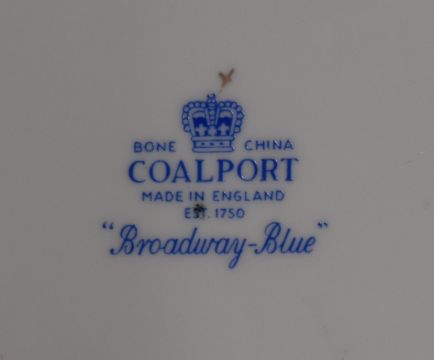 BONE CHINA
COALPORT
MADE IN ENGLAND
EST. 1750
"Broadway-Blue"